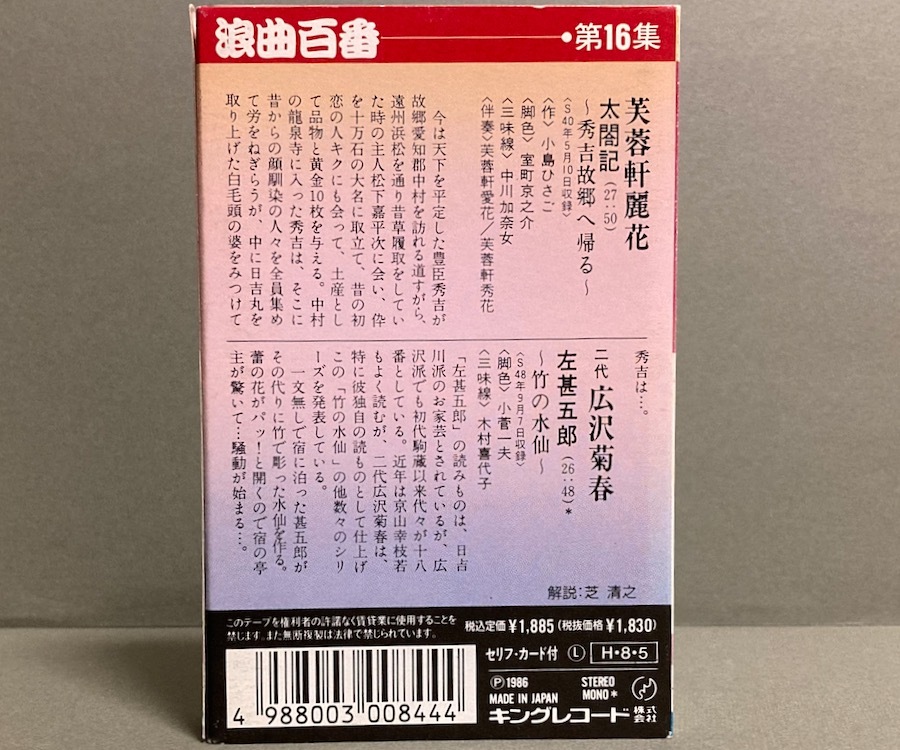 浪曲百番
第16集
芙蓉軒麗花
太閤記(27:50)
~秀吉故郷へ帰る~
〈S40年5月10日収録〉
〈作〉小島ひさご
〈脚色〉室町京之介
〈三味線〉中川加奈女
〈伴奏〉芙蓉軒愛花/芙蓉軒秀花
今は天下を平定した豊臣秀吉が
故郷愛知郡中村を訪れる道すがら、
遠州浜松を通り昔草履取をしてい
た時の主人松下嘉平次に会い、伜
を十万石の大名に取立て、昔の初
恋の人キクにも会って、土産とし
て品物と黄金10枚を与える。中村
の龍泉寺に入った秀吉は、そこに
昔からの顔馴染の人々を全員集め
て労をねぎらうが、中に日吉丸を
取り上げた白毛頭の婆をみつけて
秀吉は…。
二代 広沢菊春
左甚五郎(26:48)*
~竹の水仙~
〈S48年9月7日収録〉
〈脚色〉小菅一夫
〈三味線〉木村喜代子
「左甚五郎」の読みものは、日吉
川派のお家芸とされているが、広
沢派でも初代駒蔵以来代々が十八
番としている。近年は京山幸枝若
もよく読むが、二代広沢菊春は、
特に彼独自の読ものとして仕上げ
この「竹の水仙」の他数々のシリ
ーズを発表している。
一文無しで宿に泊った甚五郎が
その代りに竹で彫った水仙を作る。
蕾の花がパッ!と開くので宿の亭
主が驚いて…騒動が始まる…。
解説:芝 清之
このテープを権利者の許諾なく賃貸業に使用することを
禁じます。また無断複製は法律で禁じられています。
税込定価¥1,885(税抜価格¥1,830)
セリフ・カード付 Ⓛ H・8・5
Ⓟ1986 STEREO
MADE IN JAPAN MONO*
キングレコード株式会社
4 988003 008444